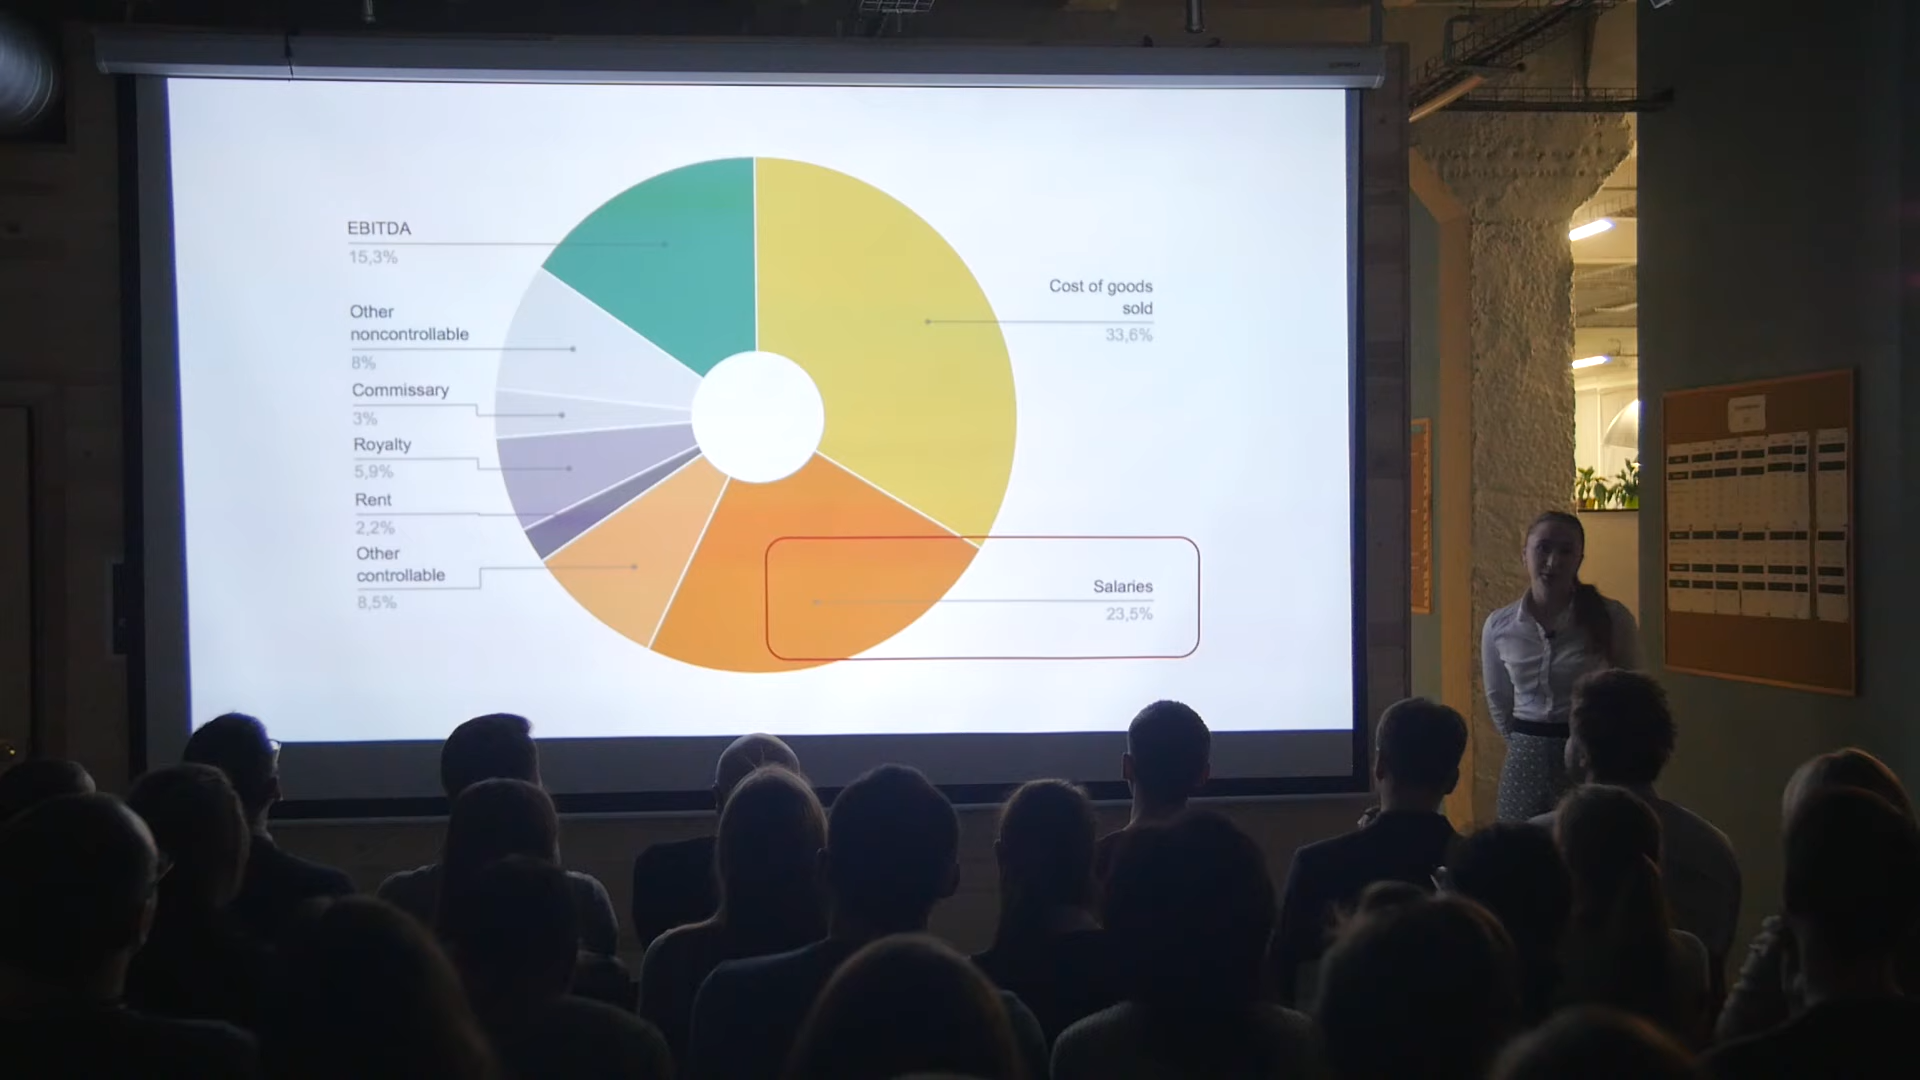 EBITDA
15,3%
Other
noncontrollable
8%
Commissary
3%
Royalty
5,9%
Rent
2,2%
Other
controllable
8,5%
Cost of goods
sold
33,6%
Salaries
23,5%